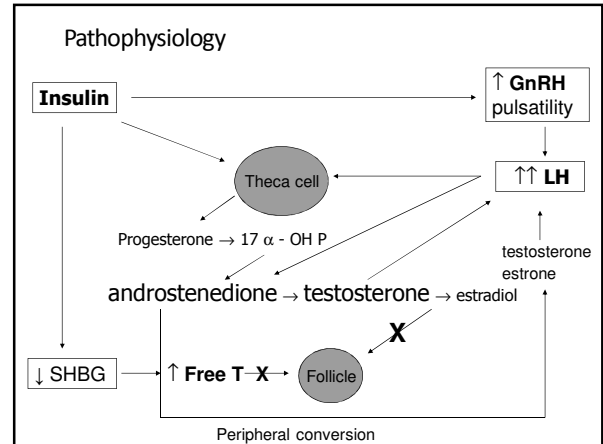 Pathophysiology
Insulin
↑ GnRH
pulsatility
Theca cell
↑↑ LH
Progesterone → 17 α - OH P
testosterone
estrone
androstenedione → testosterone → estradiol
X
↓ SHBG
↑ Free T X
Follicle
Peripheral conversion